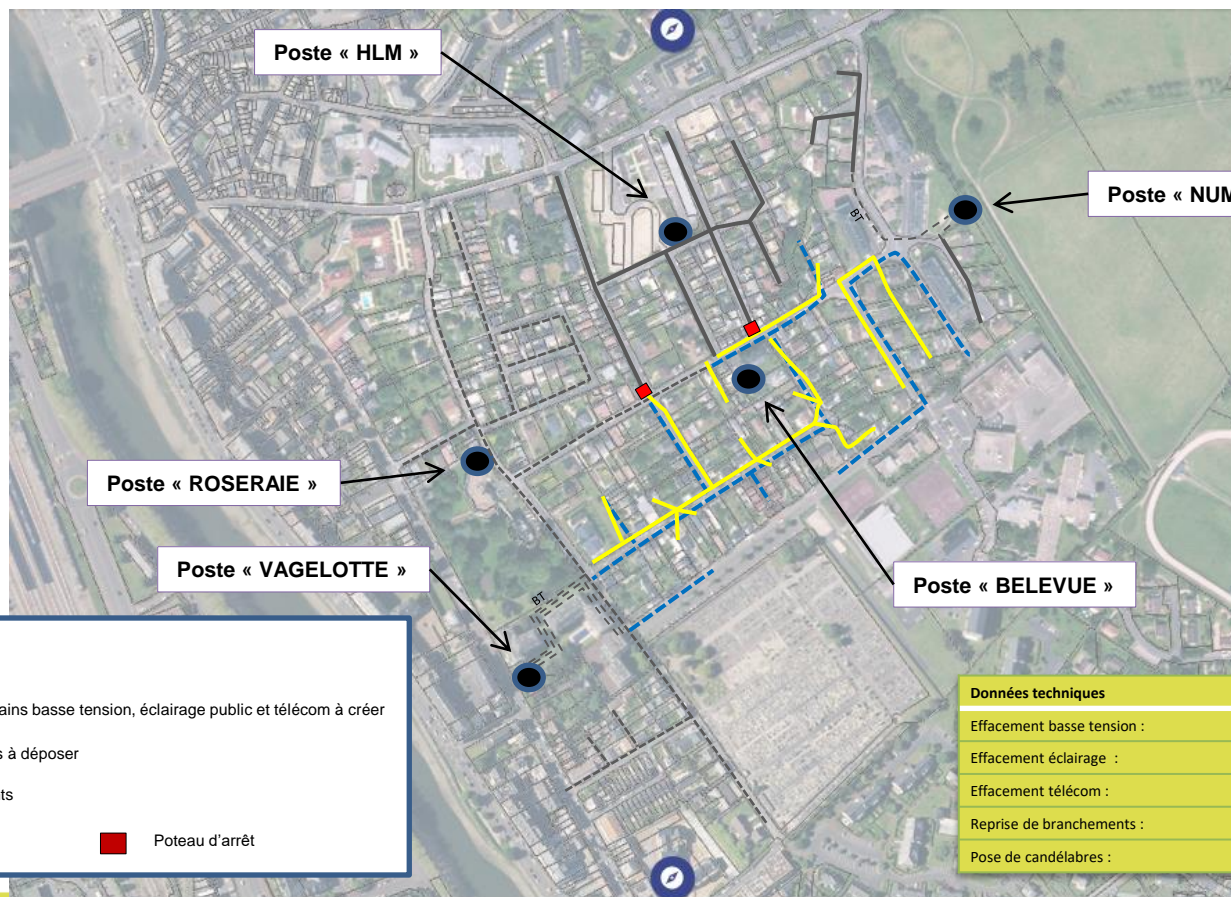 Poste « HLM »
Poste « NUM
BT
Poste « ROSERAIE »
Poste « VAGELOTTE »
BT
Poste « BELEVUE »
ains basse tension, éclairage public et télécom à créer
s à déposer
ts
Poteau d'arrêt
Données techniques
Effacement basse tension :
Effacement éclairage :
Effacement télécom :
Reprise de branchements :
Pose de candélabres :